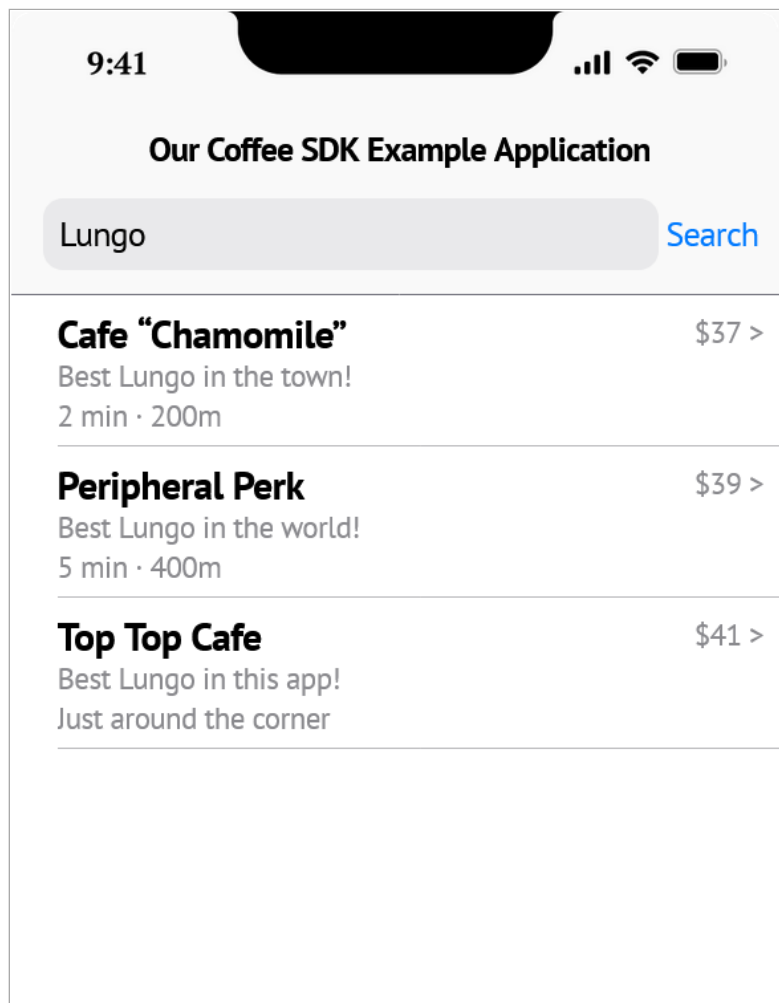 9:41
Our Coffee SDK Example Application
Lungo Search
Cafe “Chamomile” $37 >
Best Lungo in the town!
2 min · 200m
Peripheral Perk $39 >
Best Lungo in the world!
5 min · 400m
Top Top Cafe $41 >
Best Lungo in this app!
Just around the corner